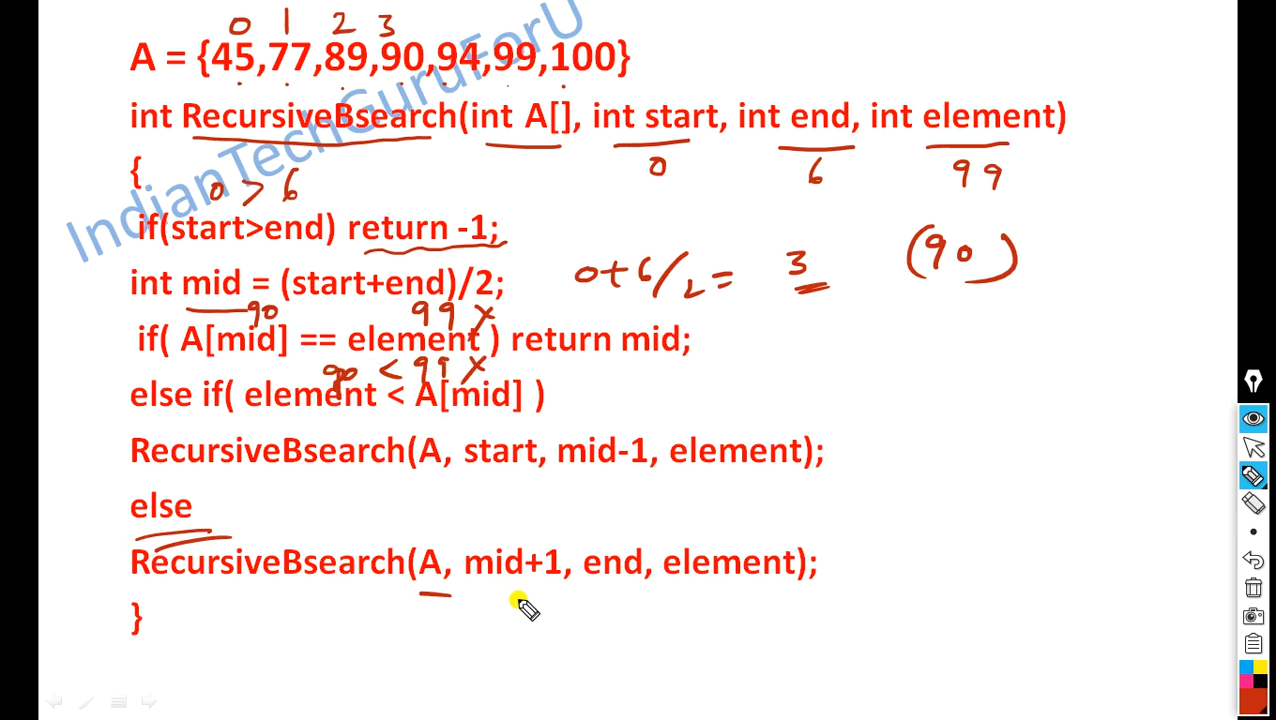 0 1 2 3
A = {45,77,89,90,94,99,100}
int RecursiveBsearch(int A[], int start, int end, int element)
{
0 6 99
0 > 6
if(start>end) return -1;
(90)
int mid = (start+end)/2;
0+6/2= 3
90 99 x
if( A[mid] == element ) return mid;
90 < 99 x
else if( element < A[mid] )
RecursiveBsearch(A, start, mid-1, element);
else
RecursiveBsearch(A, mid+1, end, element);
}
IndianTechGuruForU